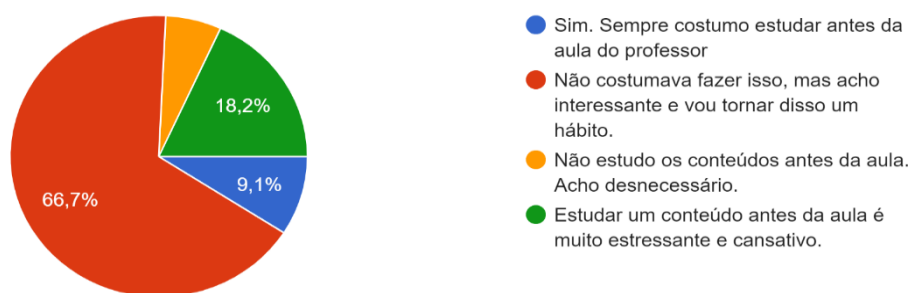 18,2%
9,1%
66,7%
Sim. Sempre costumo estudar antes da
aula do professor
Não costumava fazer isso, mas acho
interessante e vou tornar disso um
hábito.
Não estudo os conteúdos antes da aula.
Acho desnecessário.
Estudar um conteúdo antes da aula é
muito estressante e cansativo.